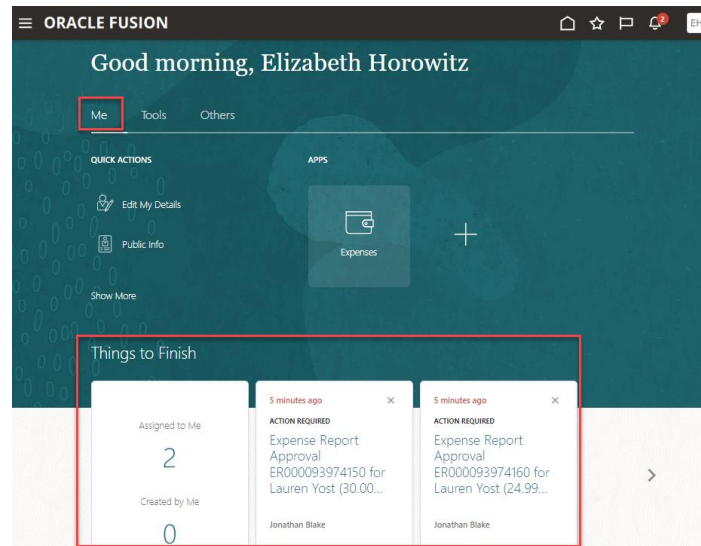 ORACLE FUSION
2
EH
Good morning, Elizabeth Horowitz
Me
Tools
Others
QUICK ACTIONS
APPS
Edit My Details
Public Info
Expenses
Show More
Things to Finish
Assigned to Me
2
Created by Me
0
5 minutes ago
ACTION REQUIRED
Expense Report
Approval
ER000093974150 for
Lauren Yost (30.00...
Jonathan Blake
5 minutes ago
ACTION REQUIRED
Expense Report
Approval
ER000093974160 for
Lauren Yost (24.99...
Jonathan Blake